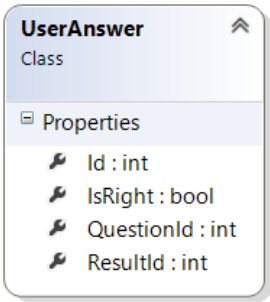 UserAnswer
Class
Properties
Id : int
IsRight : bool
QuestionId : int
ResultId : int